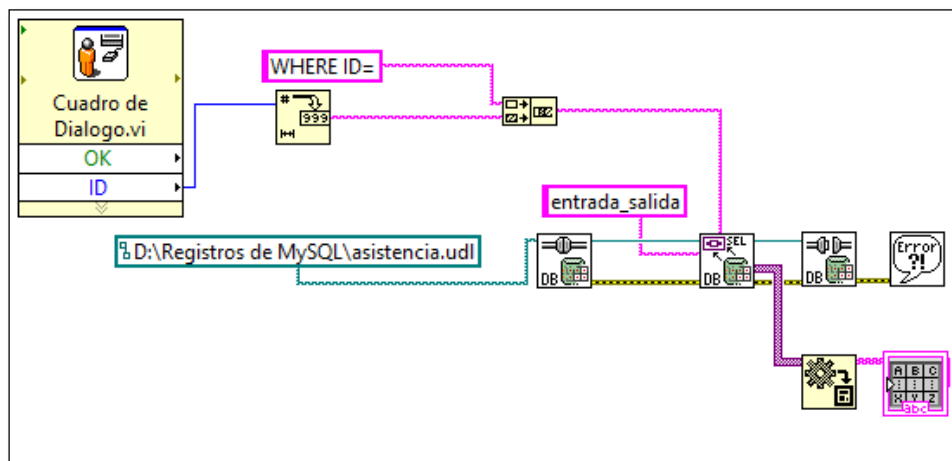 Cuadro de
Dialogo.vi
OK
ID
WHERE ID=
#
999
entrada_salida
D:\Registros de MySQL\asistencia.udl
DB
SEL
DB
DB
Error
?!
A B C
X Y Z
abc